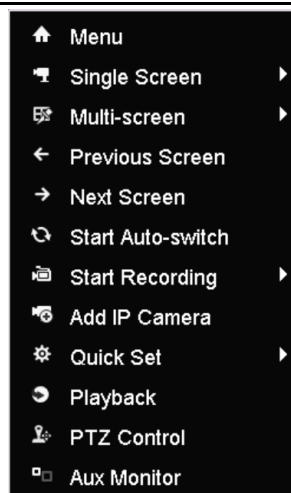 Menu
Single Screen
Multi-screen
Previous Screen
Next Screen
Start Auto-switch
Start Recording
Add IP Camera
Quick Set
Playback
PTZ Control
Aux Monitor